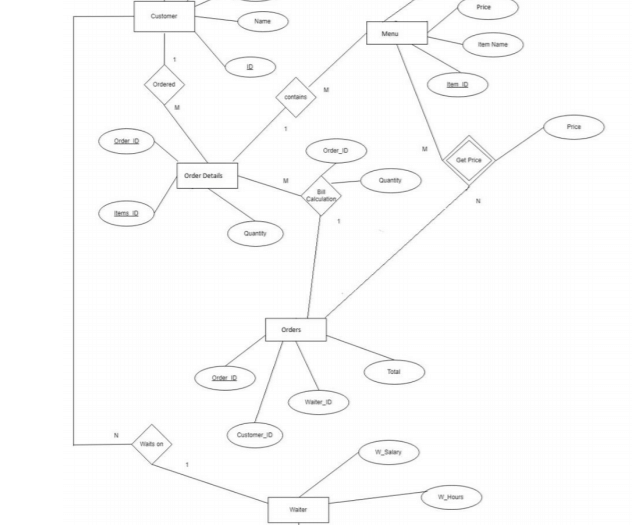 Price
Customer
Name
Menu
Item Name
1
ID
Ordered
Item_ID
M
contains
M
1
Price
Order_ID
Order_ID
M
Get Price
Order Details
M
Quantity
Bill
Calculation
N
Items_ID
1
Quantity
Orders
Order_ID
Total
Waiter_ID
Customer_ID
N
Waits on
W_Salary
1
W_Hours
Waiter